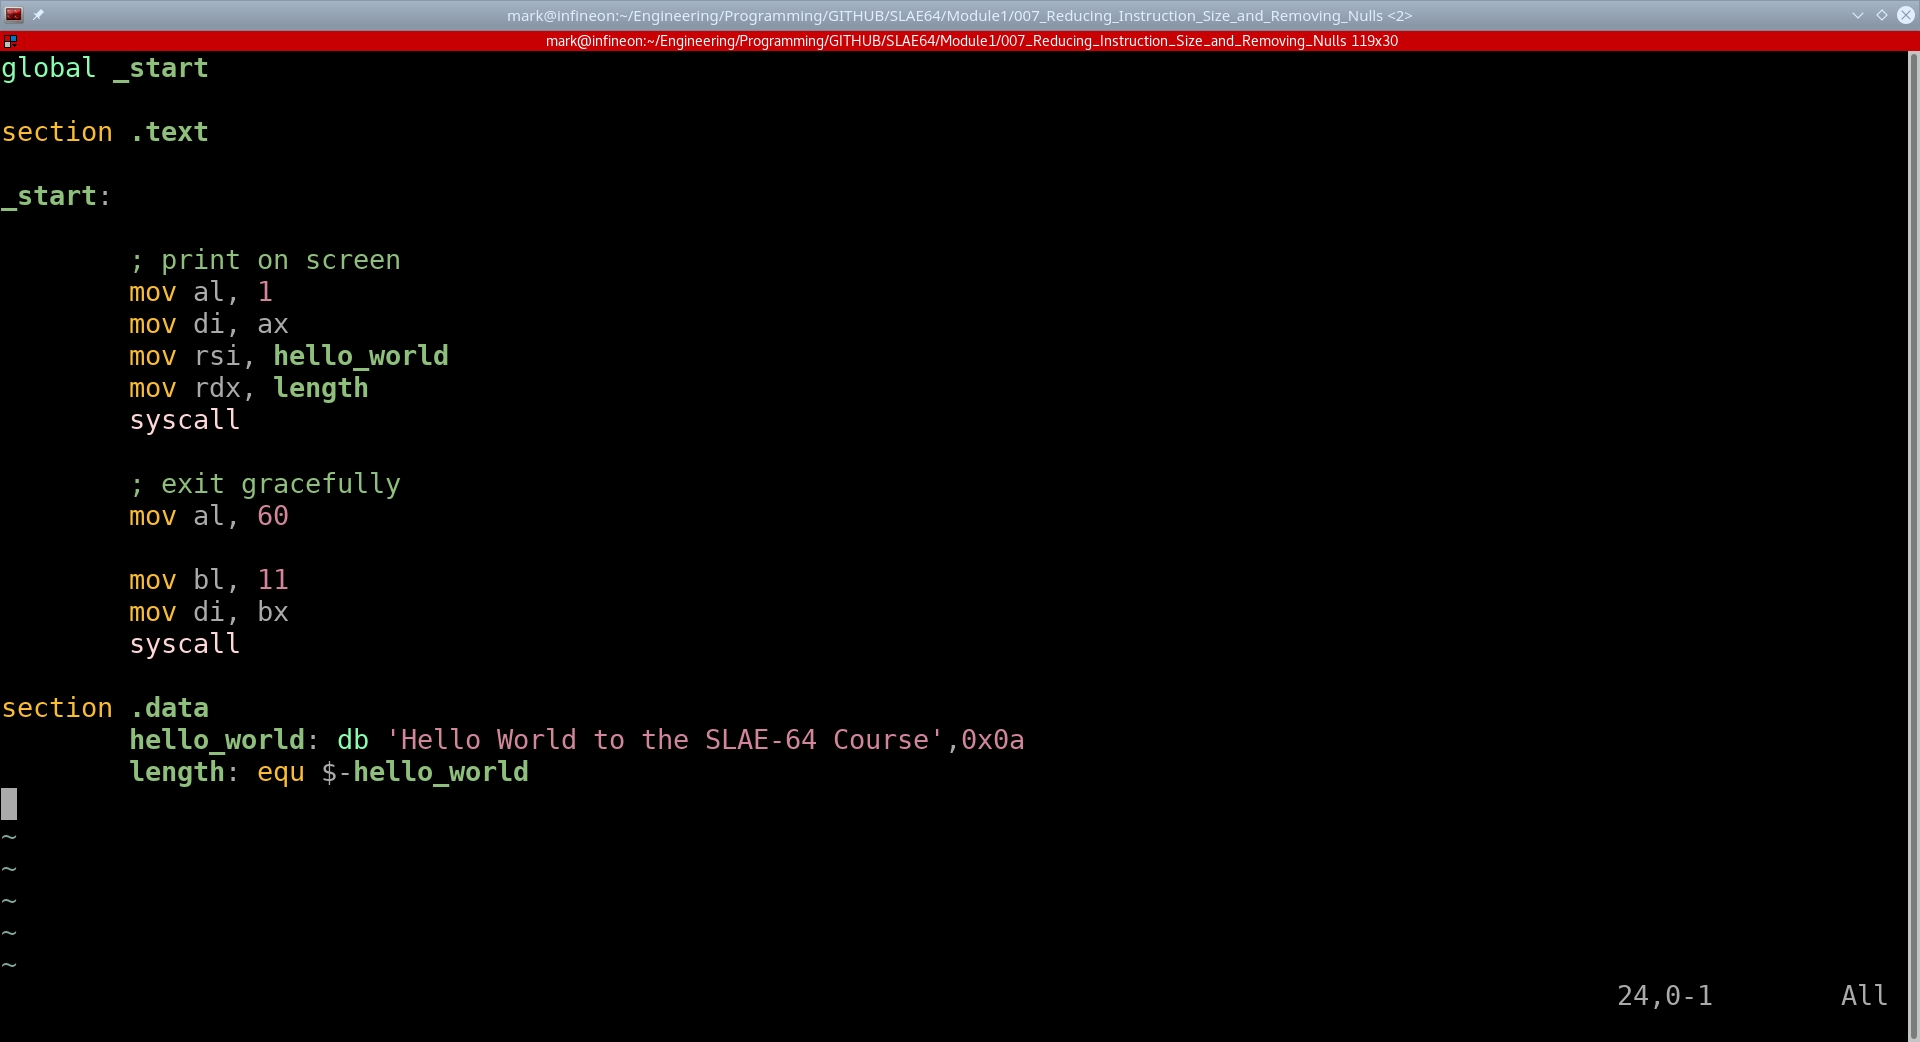 mark@infineon:~/Engineering/Programming/GITHUB/SLAE64/Module1/007_Reducing_Instruction_Size_and_Removing_Nulls <2>
mark@infineon:~/Engineering/Programming/GITHUB/SLAE64/Module1/007_Reducing_Instruction_Size_and_Removing_Nulls 119x30
global _start
section .text
_start:
; print on screen
mov al, 1
mov di, ax
mov rsi, hello_world
mov rdx, length
syscall
; exit gracefully
mov al, 60
mov bl, 11
mov di, bx
syscall
section .data
hello_world: db 'Hello World to the SLAE-64 Course',0x0a
length: equ $-hello_world
~
~
~
~
~
24,0-1 All